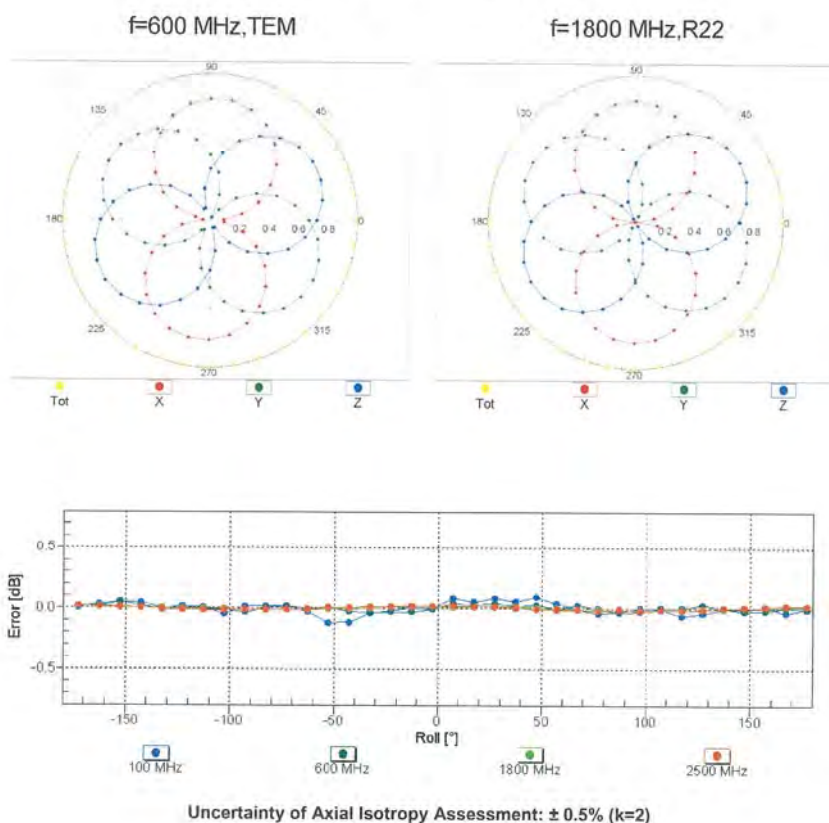 f=600 MHz,TEM
f=1800 MHz,R22
90
135
45
180
0.2 0.4 0.6 0.8
0
225
315
270
Tot X Y Z
90
135
45
180
0.2 0.4 0.6 0.8
0
225
315
270
Tot X Y Z
Error [dB]
0.5
0.0
-0.5
-150 -100 -50 0 50 100 150
Roll [°]
100 MHz 600 MHz 1800 MHz 2500 MHz
Uncertainty of Axial Isotropy Assessment: ± 0.5% (k=2)